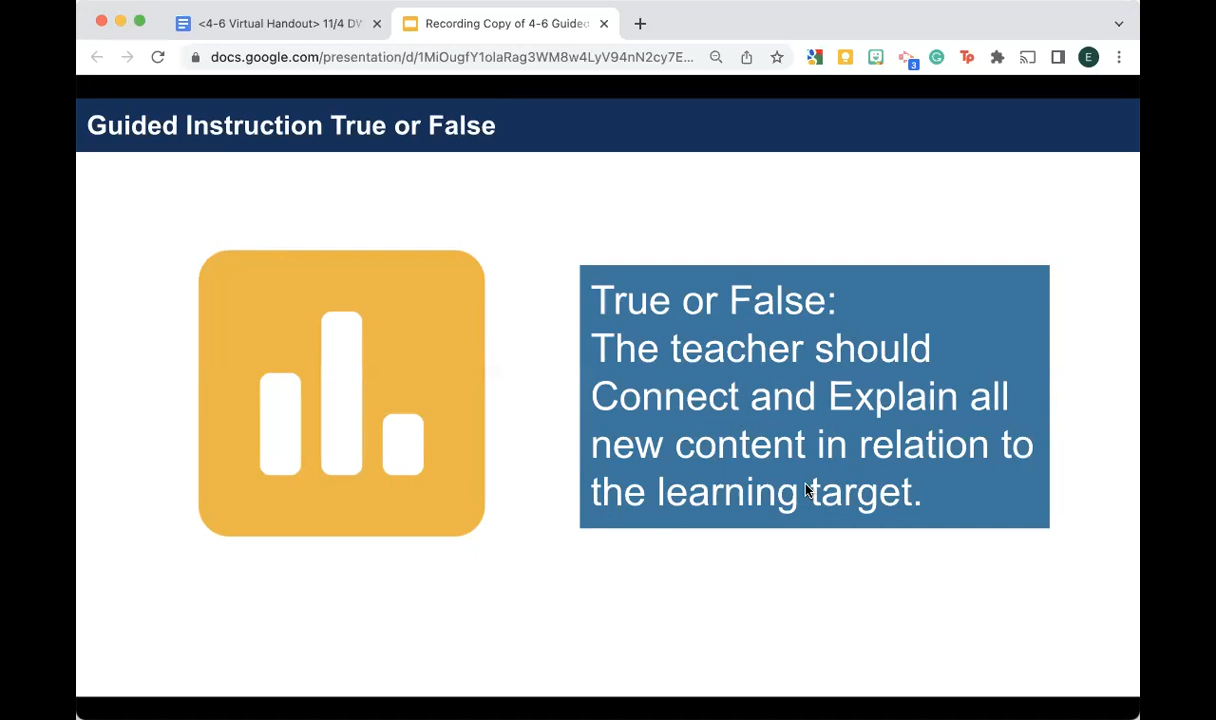 <4-6 Virtual Handout> 11/4 DV
Recording Copy of 4-6 Guided
docs.google.com/presentation/d/1MiOugfY1olaRag3WM8w4LyV94nN2cy7E...
3
Tp
E
Guided Instruction True or False
True or False:
The teacher should
Connect and Explain all
new content in relation to
the learning target.